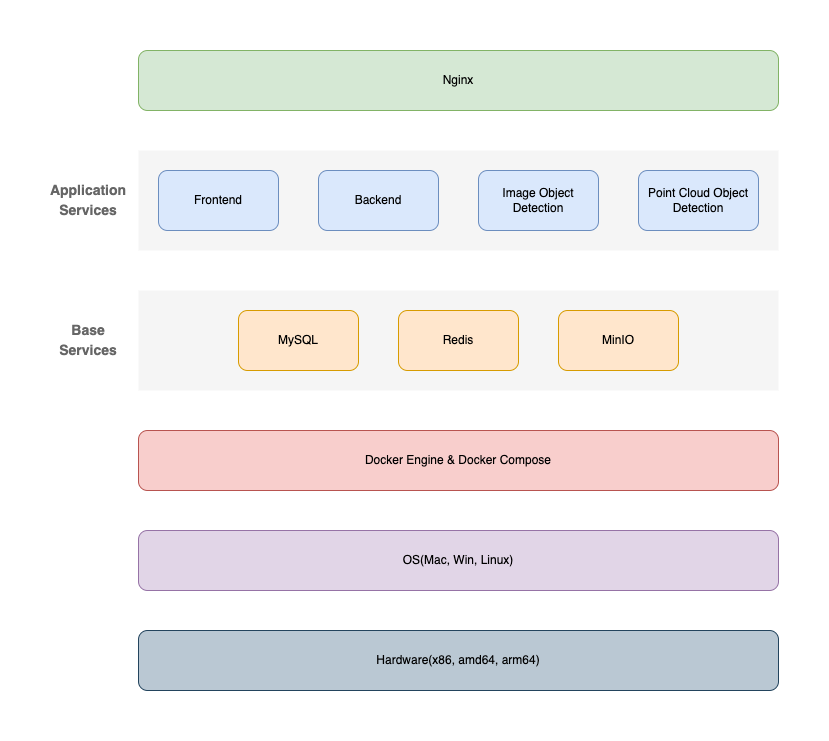 Nginx
Application
Services
Frontend
Backend
Image Object
Detection
Point Cloud Object
Detection
Base
Services
MySQL
Redis
MinIO
Docker Engine & Docker Compose
OS(Mac, Win, Linux)
Hardware(x86, amd64, arm64)